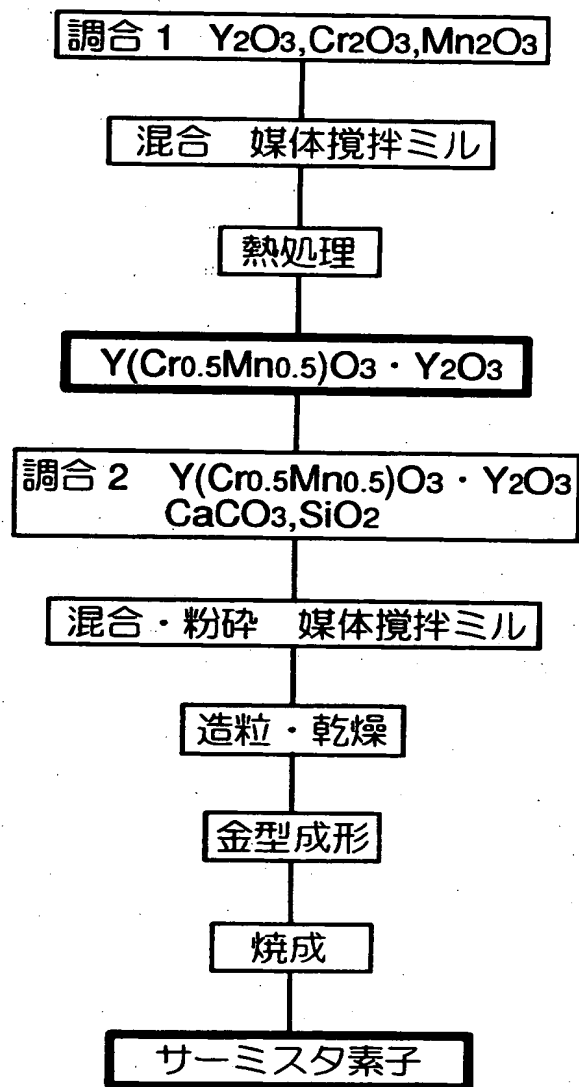 調合1 Y2O3,Cr2O3,Mn2O3
混合 媒体撹拌ミル
熱処理
Y(Cr0.5Mn0.5)O3・Y2O3
調合2 Y(Cr0.5Mn0.5)O3・Y2O3
CaCO3,SiO2
混合・粉砕 媒体撹拌ミル
造粒・乾燥
金型成形
焼成
サーミスタ素子